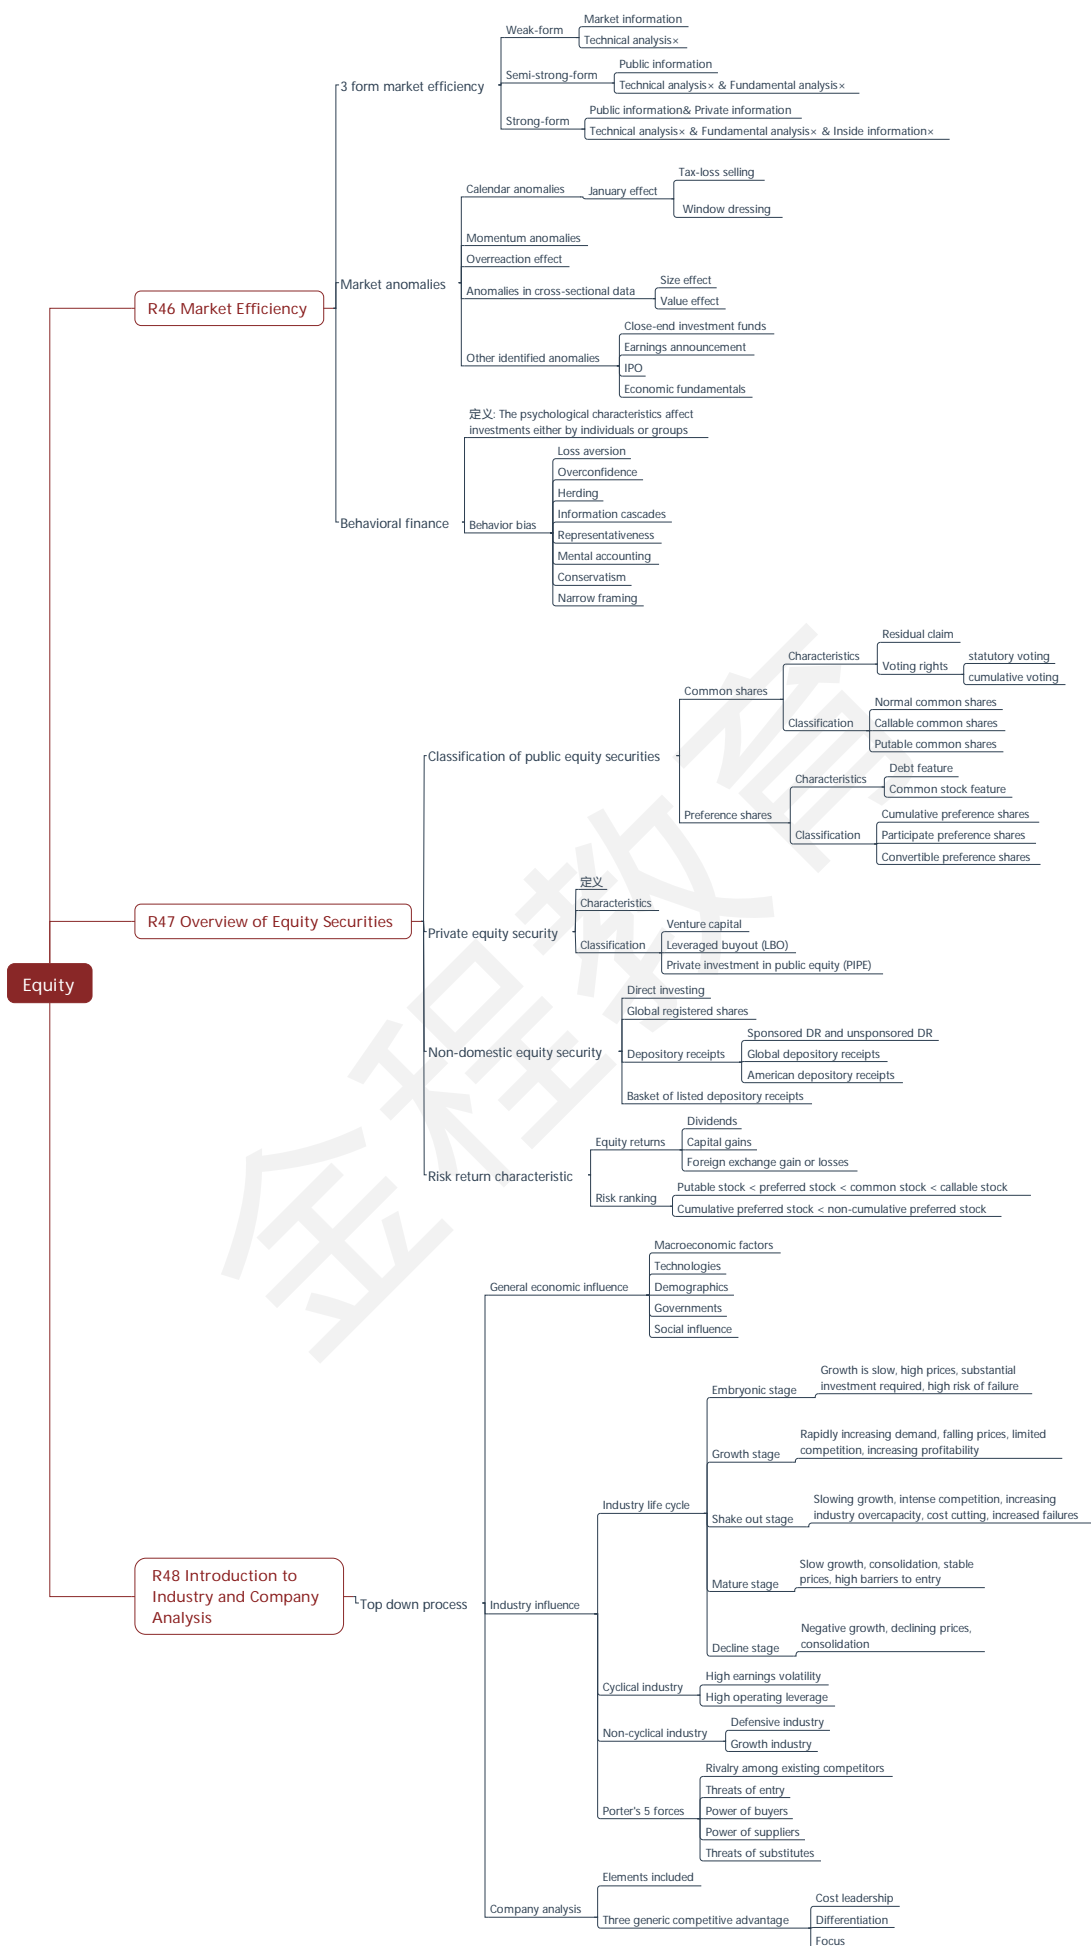 Equity
R46 Market Efficiency
3 form market efficiency
Weak-form
Market information
Technical analysis×
Semi-strong-form
Public information
Technical analysis× & Fundamental analysis×
Strong-form
Public information& Private information
Technical analysis× & Fundamental analysis× & Inside information×
Market anomalies
Calendar anomalies
January effect
Tax-loss selling
Window dressing
Momentum anomalies
Overreaction effect
Anomalies in cross-sectional data
Size effect
Value effect
Other identified anomalies
Close-end investment funds
Earnings announcement
IPO
Economic fundamentals
Behavioral finance
定义: The psychological characteristics affect
investments either by individuals or groups
Behavior bias
Loss aversion
Overconfidence
Herding
Information cascades
Representativeness
Mental accounting
Conservatism
Narrow framing
R47 Overview of Equity Securities
Classification of public equity securities
Common shares
Characteristics
Residual claim
Voting rights
statutory voting
cumulative voting
Classification
Normal common shares
Callable common shares
Putable common shares
Preference shares
Characteristics
Debt feature
Common stock feature
Classification
Cumulative preference shares
Participate preference shares
Convertible preference shares
Private equity security
定义
Characteristics
Classification
Venture capital
Leveraged buyout (LBO)
Private investment in public equity (PIPE)
Non-domestic equity security
Direct investing
Global registered shares
Depository receipts
Sponsored DR and unsponsored DR
Global depository receipts
American depository receipts
Basket of listed depository receipts
Risk return characteristic
Equity returns
Dividends
Capital gains
Foreign exchange gain or losses
Risk ranking
Putable stock < preferred stock < common stock < callable stock
Cumulative preferred stock < non-cumulative preferred stock
R48 Introduction to
Industry and Company
Analysis
Top down process
General economic influence
Macroeconomic factors
Technologies
Demographics
Governments
Social influence
Industry influence
Industry life cycle
Embryonic stage
Growth is slow, high prices, substantial
investment required, high risk of failure
Growth stage
Rapidly increasing demand, falling prices, limited
competition, increasing profitability
Shake out stage
Slowing growth, intense competition, increasing
industry overcapacity, cost cutting, increased failures
Mature stage
Slow growth, consolidation, stable
prices, high barriers to entry
Decline stage
Negative growth, declining prices,
consolidation
Cyclical industry
High earnings volatility
High operating leverage
Non-cyclical industry
Defensive industry
Growth industry
Porter's 5 forces
Rivalry among existing competitors
Threats of entry
Power of buyers
Power of suppliers
Threats of substitutes
Company analysis
Elements included
Three generic competitive advantage
Cost leadership
Differentiation
Focus
金程教育